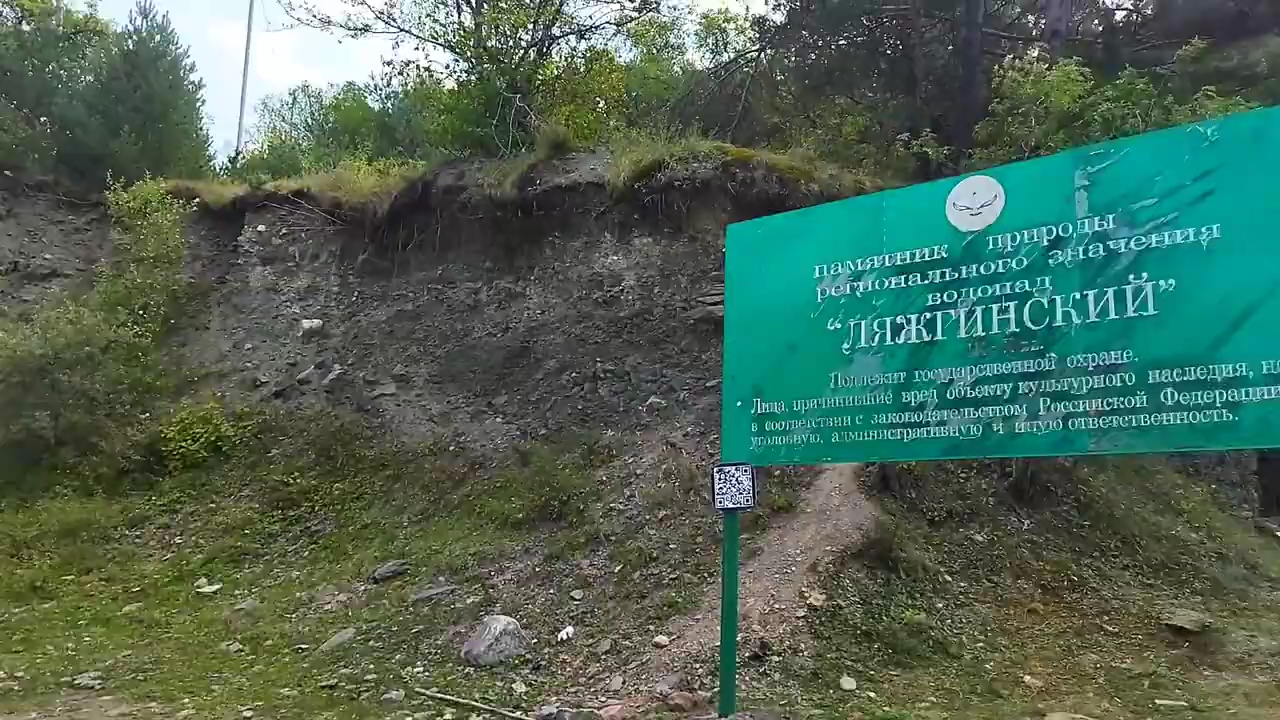 памятник природы
регионального значения
водопад
“ЛЯЖГИНСКИЙ”
Подлежит государственной охране.
Лица, причинившие вред объекту культурного наследия, не
в соответствии с законодательством Российской Федерации
уголовную, административную и иную ответственность.